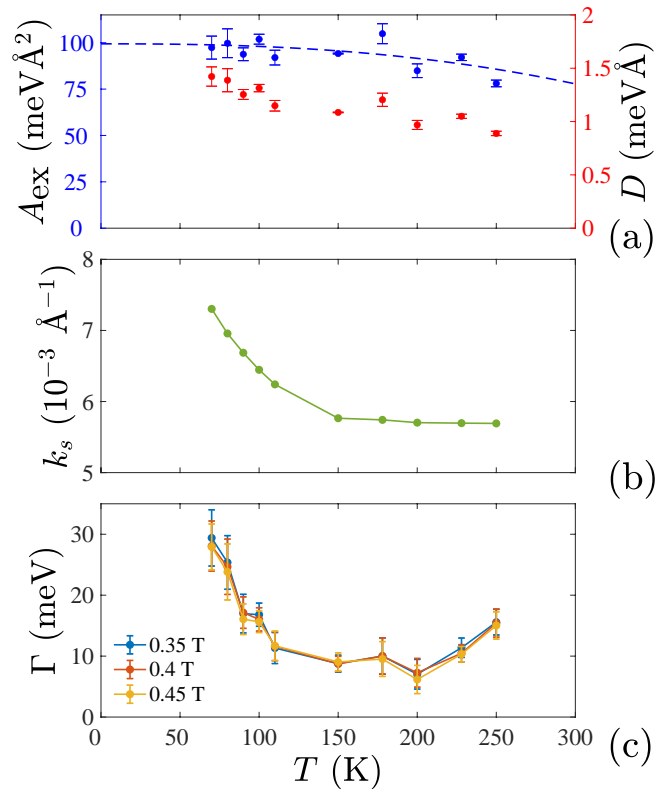 A_ex (meVÅ²)
100
75
50
25
0
2
1.5
1
0.5
0
D (meVÅ)
(a)
k_s (10⁻³ Å⁻¹)
8
7
6
5
(b)
Γ (meV)
30
20
10
0
0.35 T
0.4 T
0.45 T
0 50 100 150 200 250 300
T (K)
(c)